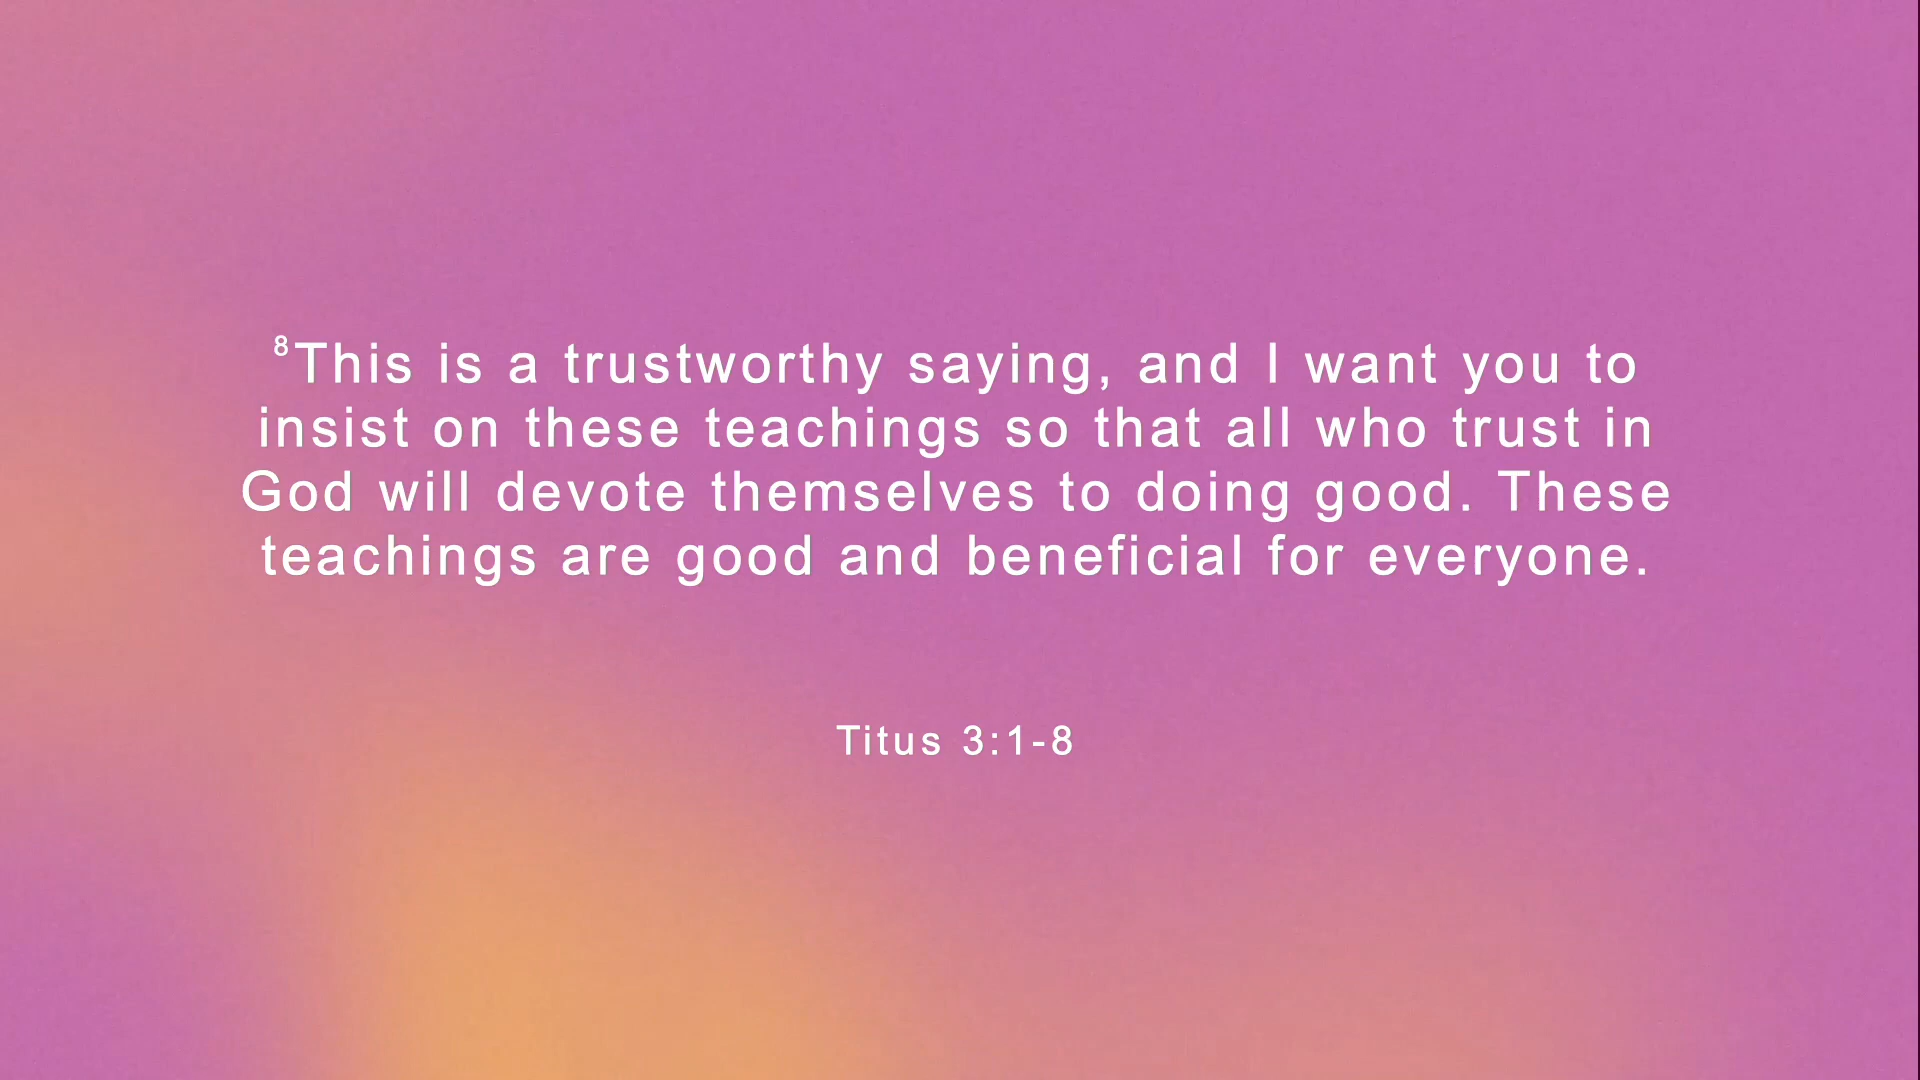 ⁸This is a trustworthy saying, and I want you to
insist on these teachings so that all who trust in
God will devote themselves to doing good. These
teachings are good and beneficial for everyone.
Titus 3:1-8